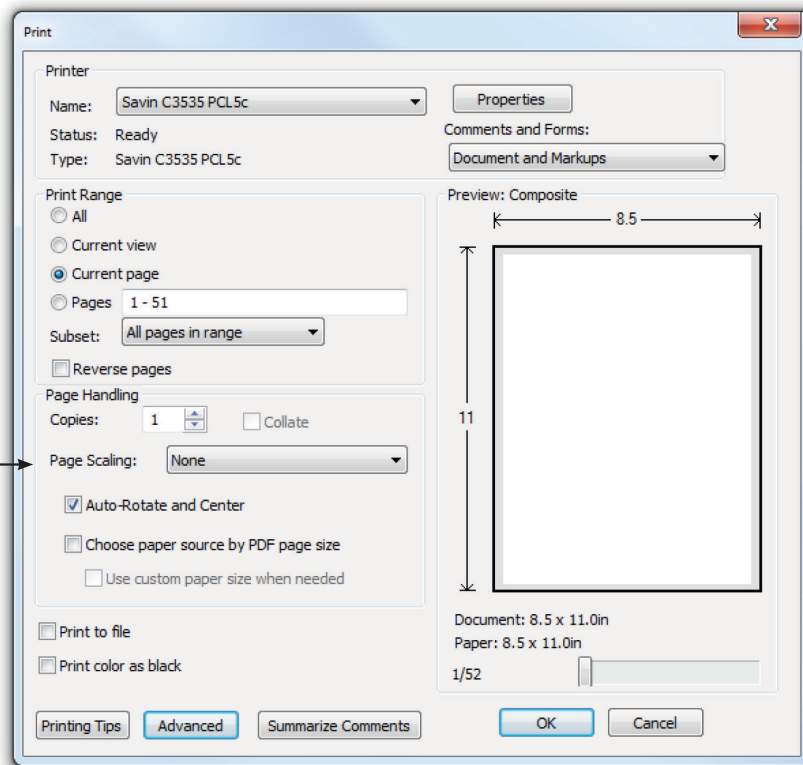 Print
Printer
Name: Savin C3535 PCL5c
Properties
Status: Ready
Comments and Forms:
Type: Savin C3535 PCL5c
Document and Markups
Print Range
All
Current view
Current page
Pages 1 - 51
Subset: All pages in range
Reverse pages
Page Handling
Copies: 1 Collate
Page Scaling: None
Auto-Rotate and Center
Choose paper source by PDF page size
Use custom paper size when needed
Print to file
Print color as black
Preview: Composite
8.5
11
Document: 8.5 x 11.0in
Paper: 8.5 x 11.0in
1/52
Printing Tips Advanced Summarize Comments OK Cancel